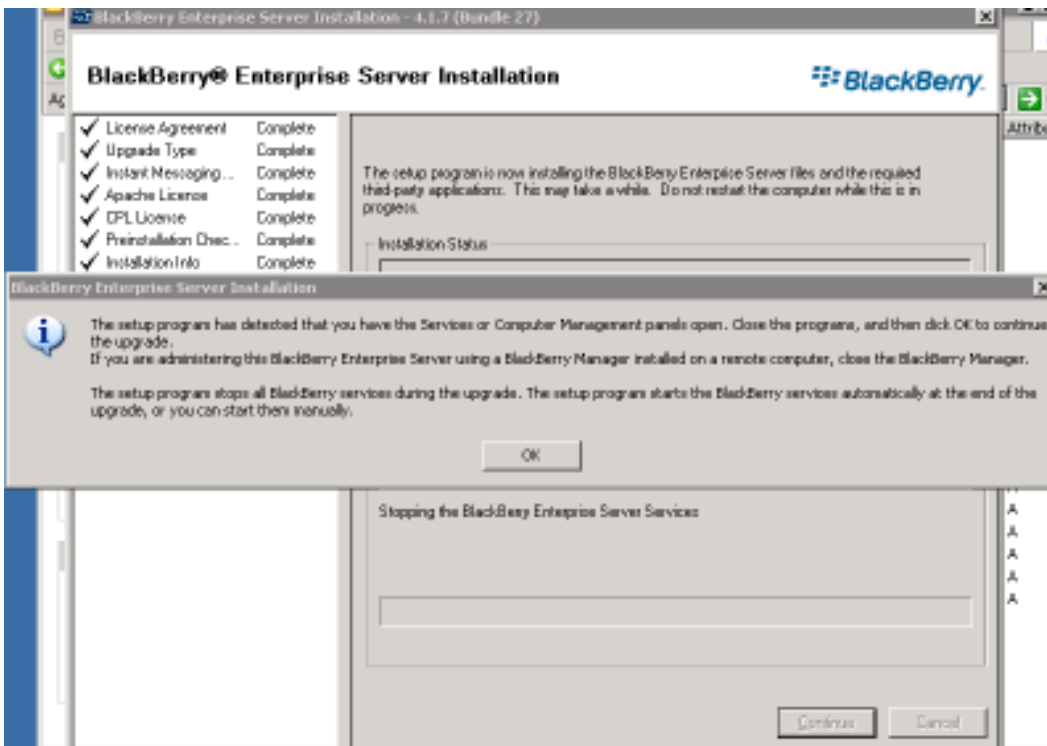 BlackBerry Enterprise Server Installation - 4.1.7 (Bundle 27)
BlackBerry® Enterprise Server Installation
BlackBerry.
License Agreement Complete
Upgrade Type Complete
Instant Messaging... Complete
Apache License Complete
CPL License Complete
Preinstallation Chec... Complete
Installation Info Complete
Attribu
The setup program is now installing the BlackBerry Enterprise Server files and the required
third-party applications. This may take a while. Do not restart the computer while this is in
progress.
Installation Status
BlackBerry Enterprise Server Installation
The setup program has detected that you have the Services or Computer Management panels open. Close the programs, and then click OK to continue
the upgrade.
If you are administering this BlackBerry Enterprise Server using a BlackBerry Manager installed on a remote computer, close the BlackBerry Manager.
The setup program stops all BlackBerry services during the upgrade. The setup program starts the BlackBerry services automatically at the end of the
upgrade, or you can start them manually.
OK
Stopping the BlackBerry Enterprise Server Services
A
A
A
A
A
Continue
Cancel